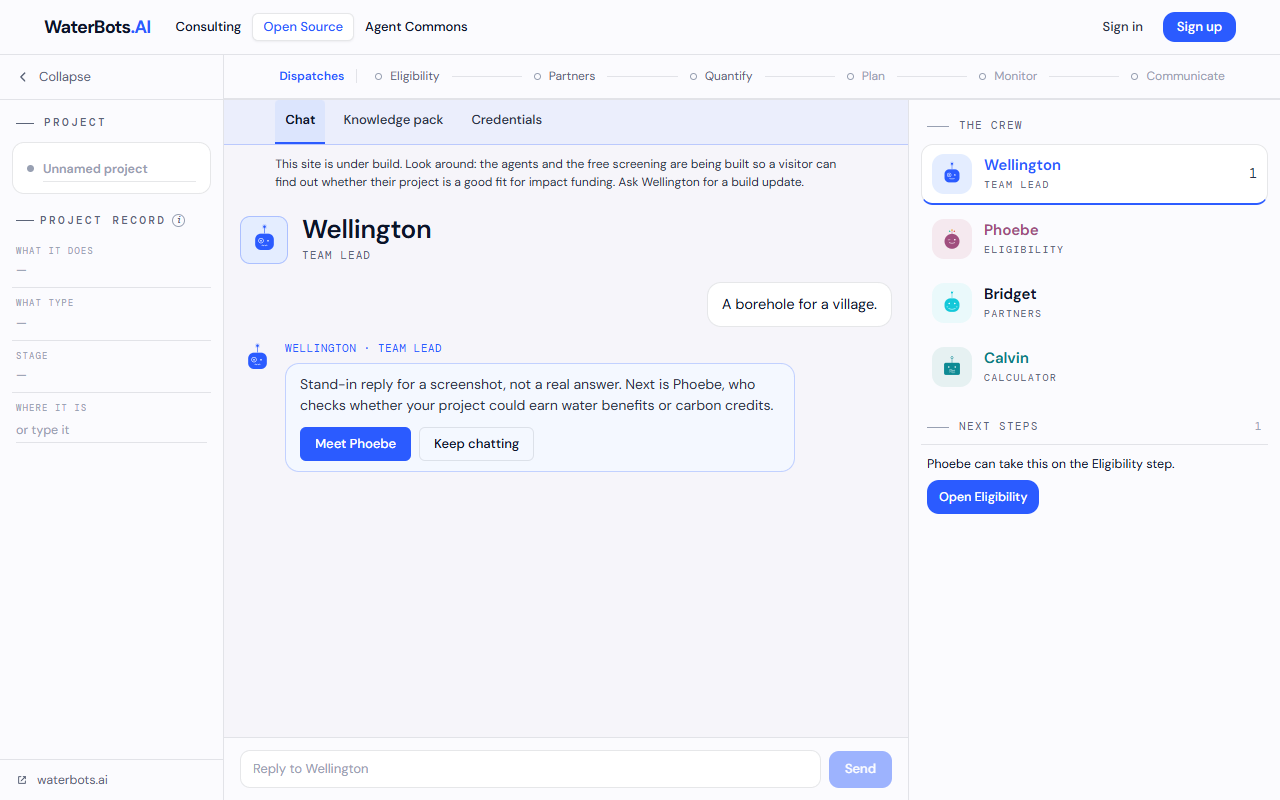 WaterBots.AI
Consulting
Open Source
Agent Commons
Sign in
Sign up
Collapse
Dispatches
Eligibility
Partners
Quantify
Plan
Monitor
Communicate
PROJECT
Unnamed project
PROJECT RECORD i
WHAT IT DOES
—
WHAT TYPE
—
STAGE
—
WHERE IT IS
or type it
waterbots.ai
Chat
Knowledge pack
Credentials
This site is under build. Look around: the agents and the free screening are being built so a visitor can
find out whether their project is a good fit for impact funding. Ask Wellington for a build update.
Wellington
TEAM LEAD
A borehole for a village.
WELLINGTON · TEAM LEAD
Stand-in reply for a screenshot, not a real answer. Next is Phoebe, who
checks whether your project could earn water benefits or carbon credits.
Meet Phoebe
Keep chatting
Reply to Wellington
Send
THE CREW
Wellington
TEAM LEAD
1
Phoebe
ELIGIBILITY
Bridget
PARTNERS
Calvin
CALCULATOR
NEXT STEPS
1
Phoebe can take this on the Eligibility step.
Open Eligibility